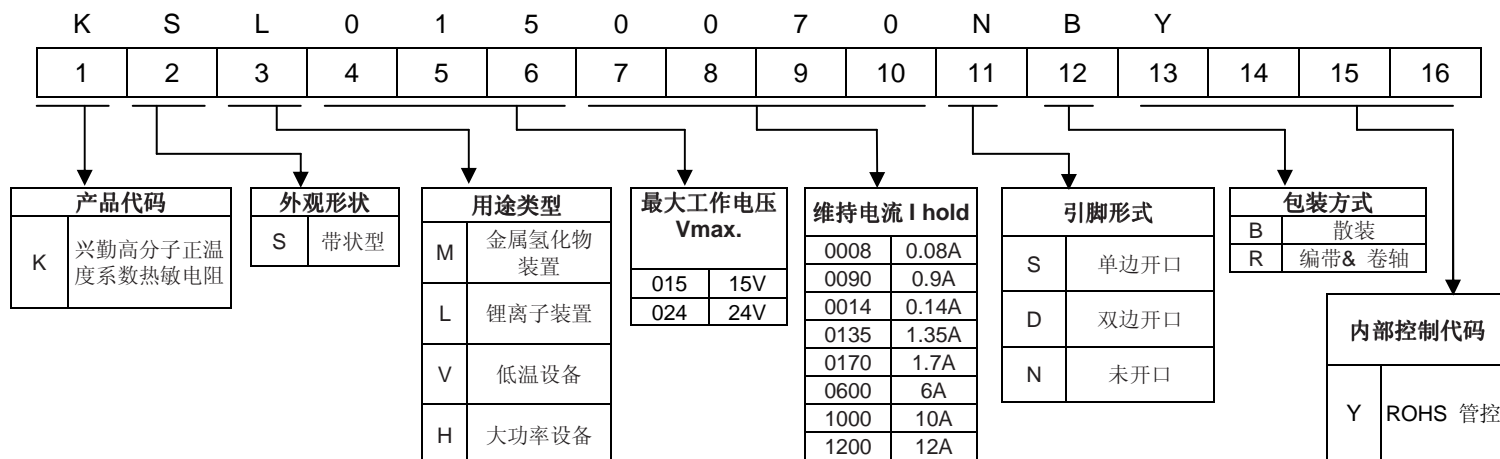 K S L 0 1 5 0 0 7 0 N B Y
1 2 3 4 5 6 7 8 9 10 11 12 13 14 15 16
产品代码
K 兴勤高分子正温
度系数热敏电阻
外观形状
S 带状型
用途类型
M 金属氢化物
装置
L 锂离子装置
V 低温设备
H 大功率设备
最大工作电压
Vmax.
015 15V
024 24V
维持电流 I hold
0008 0.08A
0090 0.9A
0014 0.14A
0135 1.35A
0170 1.7A
0600 6A
1000 10A
1200 12A
引脚形式
S 单边开口
D 双边开口
N 未开口
包装方式
B 散装
R 编带& 卷轴
内部控制代码
Y ROHS 管控